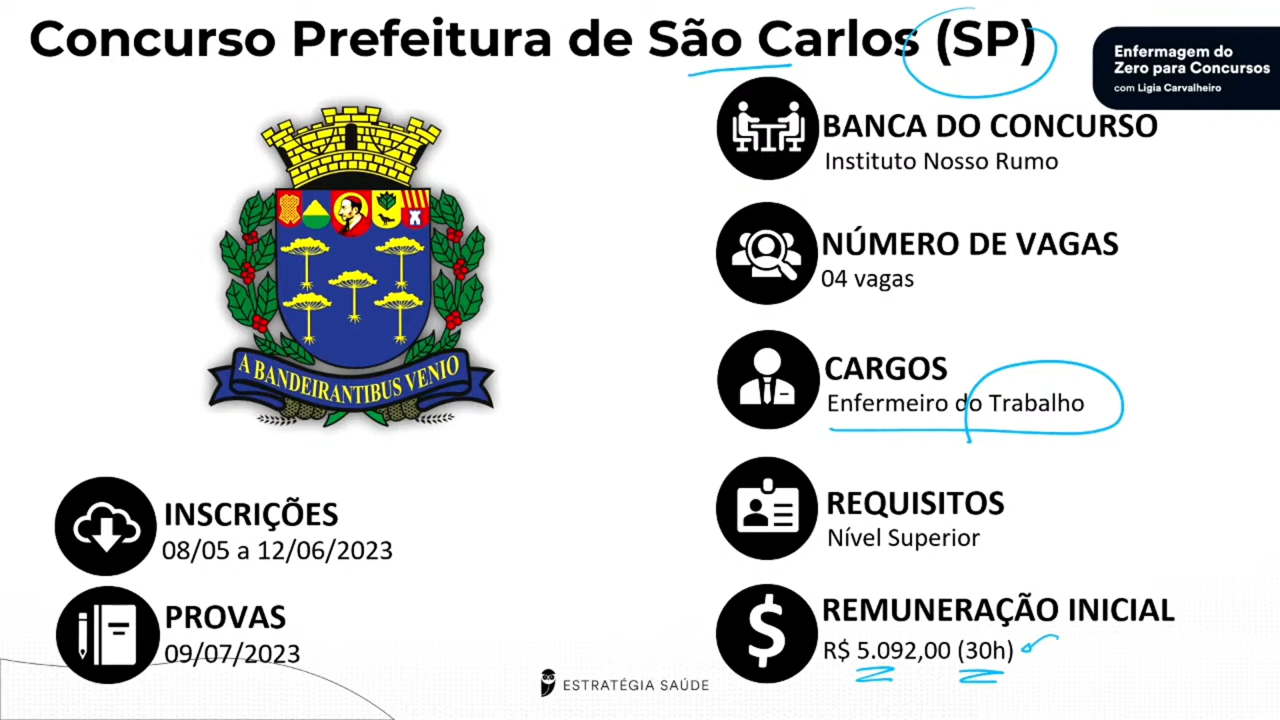 Concurso Prefeitura de São Carlos (SP)
Enfermagem do
Zero para Concursos
com Ligia Carvalheiro
BANCA DO CONCURSO
Instituto Nosso Rumo
NÚMERO DE VAGAS
04 vagas
CARGOS
Enfermeiro do Trabalho
REQUISITOS
Nível Superior
REMUNERAÇÃO INICIAL
R$ 5.092,00 (30h)
A BANDEIRANTIBUS VENIO
INSCRIÇÕES
08/05 a 12/06/2023
PROVAS
09/07/2023
ESTRATÉGIA SAÚDE